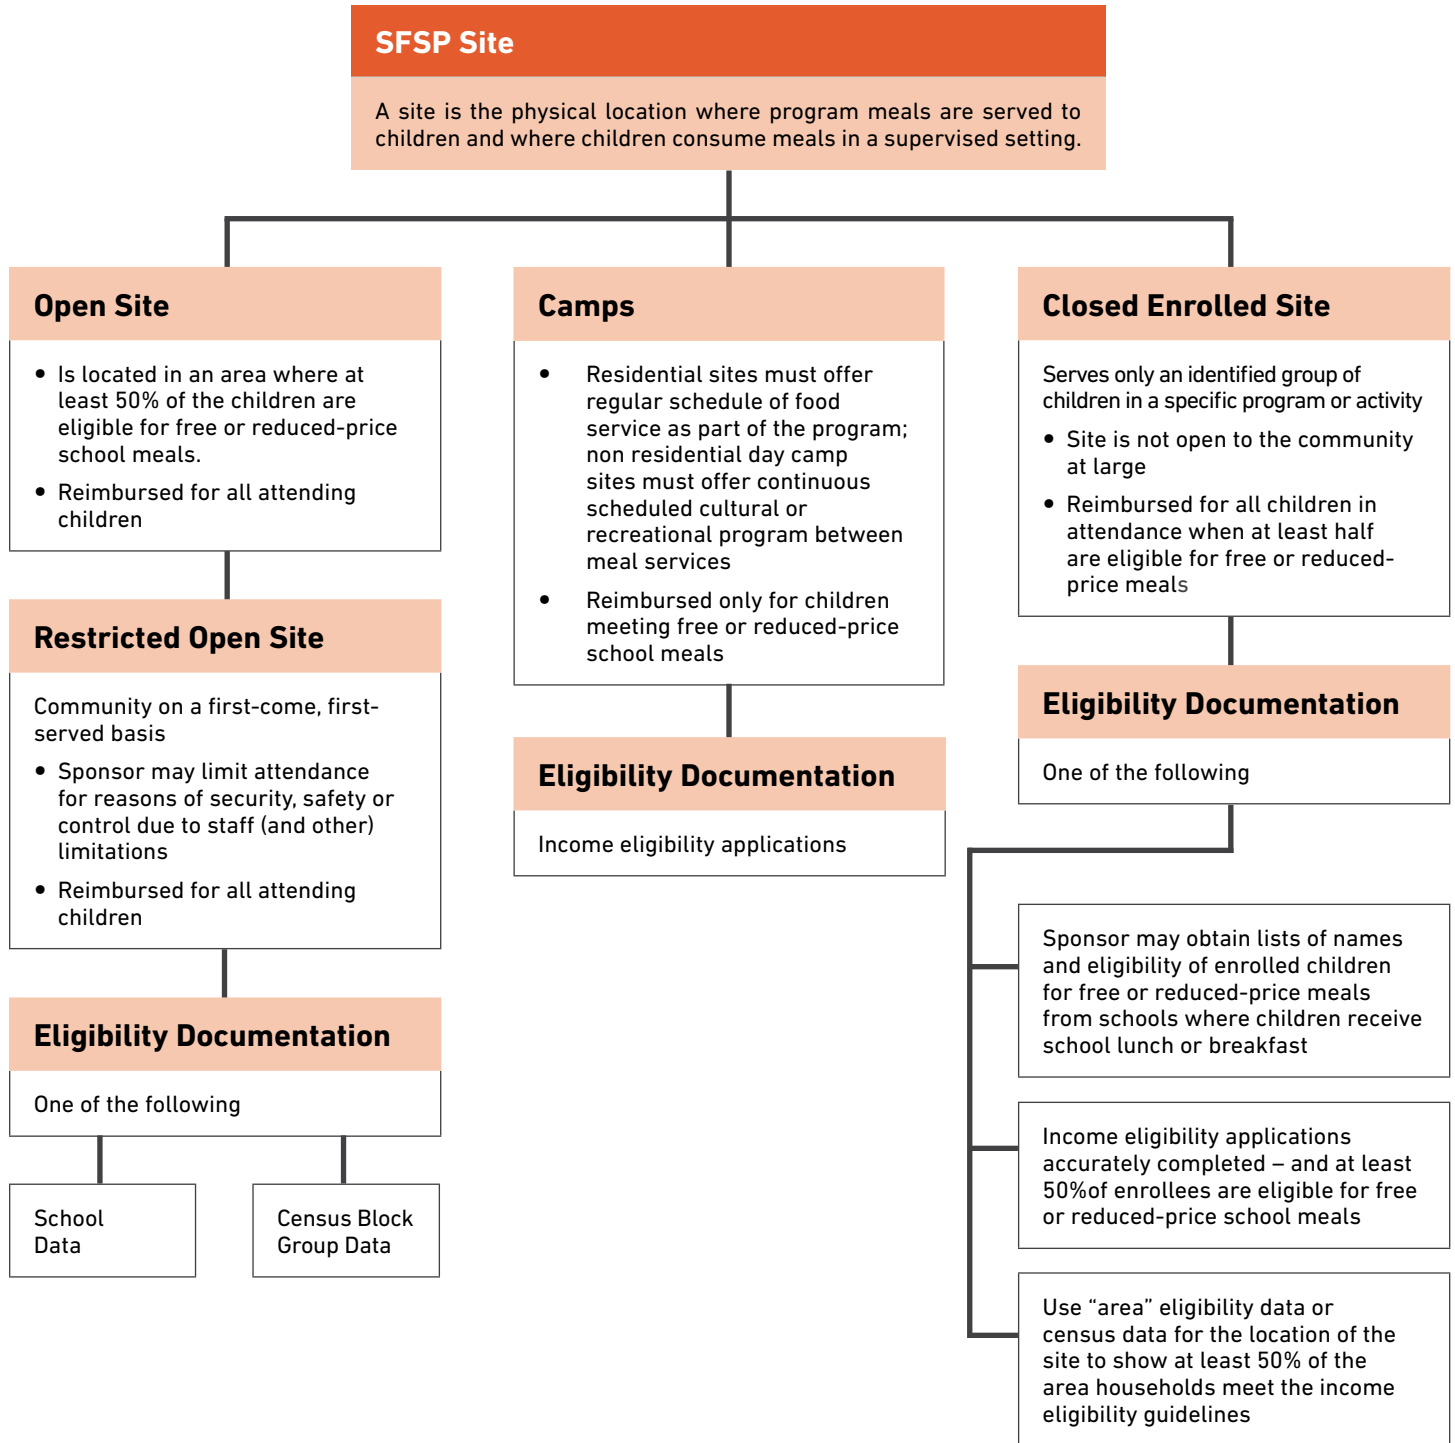 SFSP Site
A site is the physical location where program meals are served to
children and where children consume meals in a supervised setting.
Open Site
• Is located in an area where at
least 50% of the children are
eligible for free or reduced-price
school meals.
• Reimbursed for all attending
children
Restricted Open Site
Community on a first-come, first-
served basis
• Sponsor may limit attendance
for reasons of security, safety or
control due to staff (and other)
limitations
• Reimbursed for all attending
children
Eligibility Documentation
One of the following
School
Data
Census Block
Group Data
Camps
• Residential sites must offer
regular schedule of food
service as part of the program;
non residential day camp
sites must offer continuous
scheduled cultural or
recreational program between
meal services
• Reimbursed only for children
meeting free or reduced-price
school meals
Eligibility Documentation
Income eligibility applications
Closed Enrolled Site
Serves only an identified group of
children in a specific program or activity
• Site is not open to the community
at large
• Reimbursed for all children in
attendance when at least half
are eligible for free or reduced-
price meals
Eligibility Documentation
One of the following
Sponsor may obtain lists of names
and eligibility of enrolled children
for free or reduced-price meals
from schools where children receive
school lunch or breakfast
Income eligibility applications
accurately completed – and at least
50%of enrollees are eligible for free
or reduced-price school meals
Use “area” eligibility data or
census data for the location of the
site to show at least 50% of the
area households meet the income
eligibility guidelines